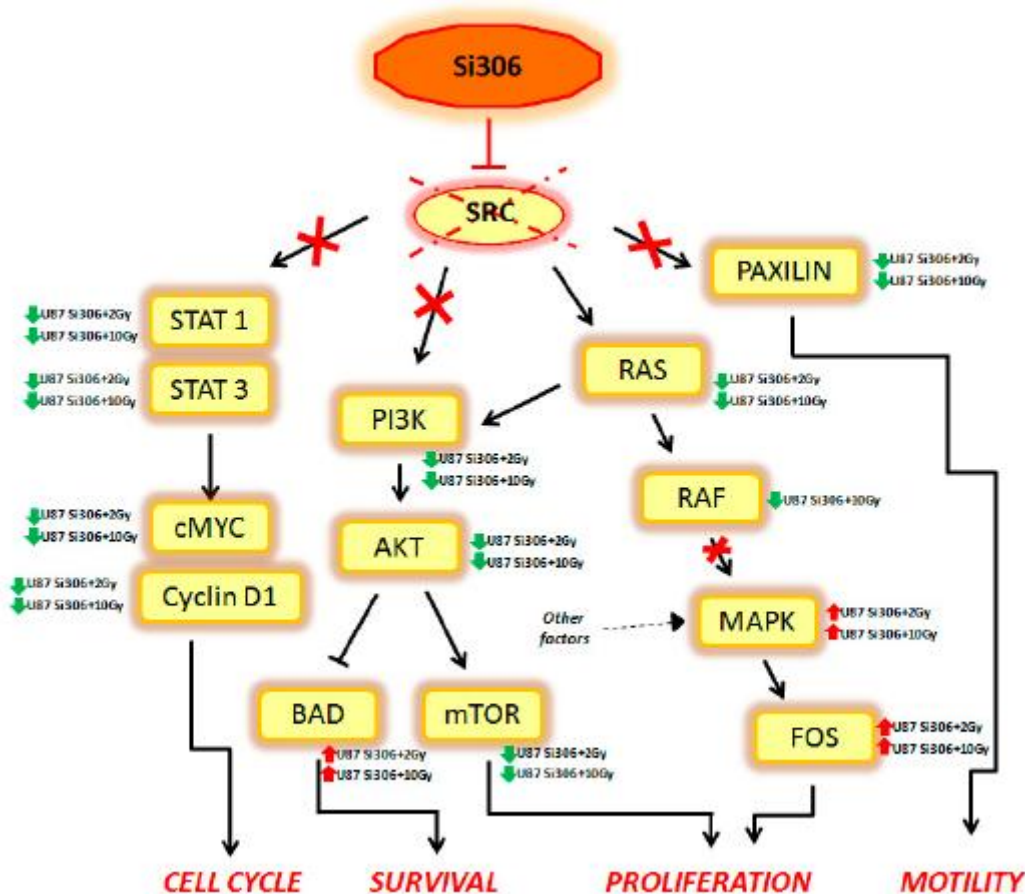 Si306
SRC
PAXILIN
U87 Si306+2Gy
U87 Si306+10Gy
STAT 1
U87 Si306+2Gy
U87 Si306+10Gy
STAT 3
U87 Si306+2Gy
U87 Si306+10Gy
RAS
U87 Si306+2Gy
U87 Si306+10Gy
PI3K
U87 Si306+2Gy
U87 Si306+10Gy
RAF
U87 Si306+10Gy
cMYC
U87 Si306+2Gy
U87 Si306+10Gy
AKT
U87 Si306+2Gy
U87 Si306+10Gy
Cyclin D1
U87 Si306+2Gy
U87 Si306+10Gy
Other
factors
MAPK
U87 Si306+2Gy
U87 Si306+10Gy
BAD
U87 Si306+2Gy
U87 Si306+10Gy
mTOR
U87 Si306+2Gy
U87 Si306+10Gy
FOS
U87 Si306+2Gy
U87 Si306+10Gy
CELL CYCLE
SURVIVAL
PROLIFERATION
MOTILITY